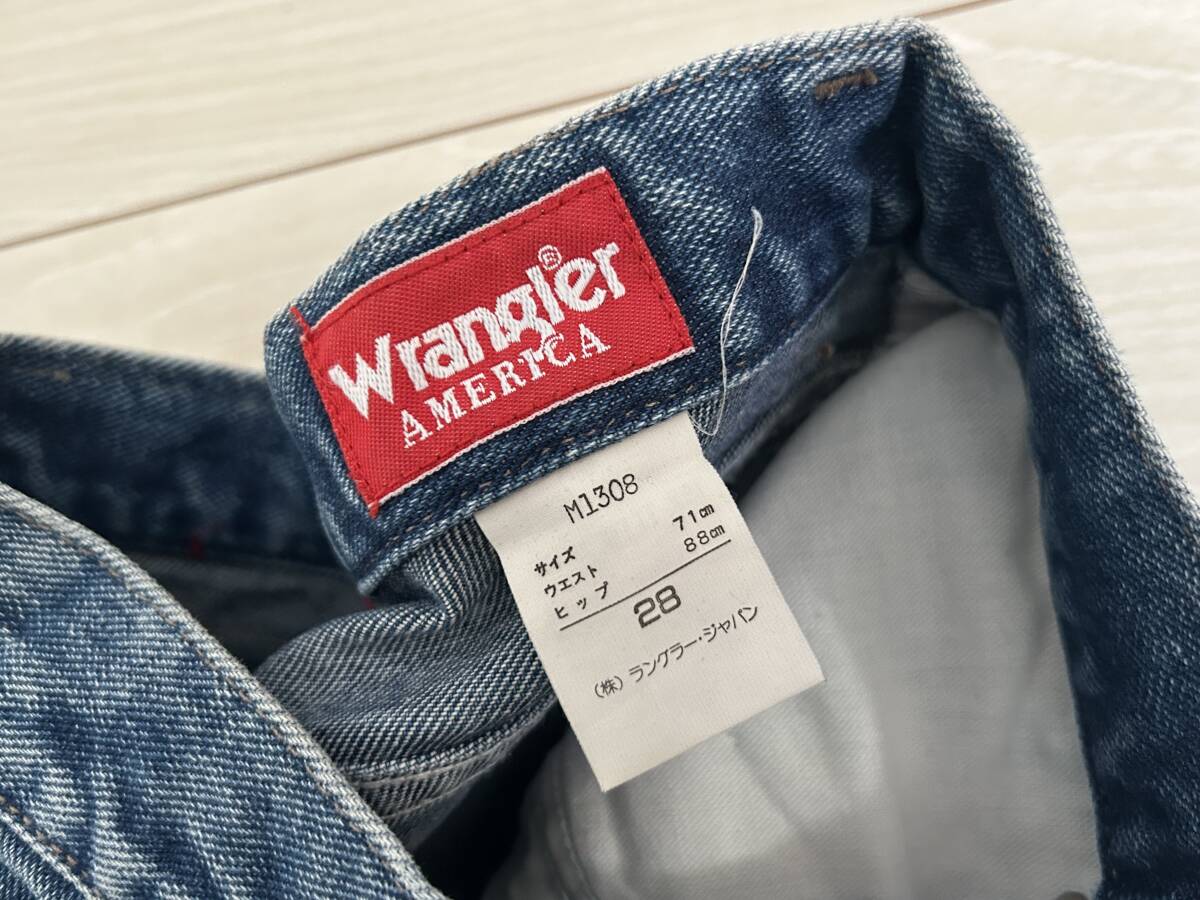 Wrangler®
AMERICA
M1308
サイズ
ウエスト 71cm
ヒップ 88cm
28
(株) ラングラー・ジャパン